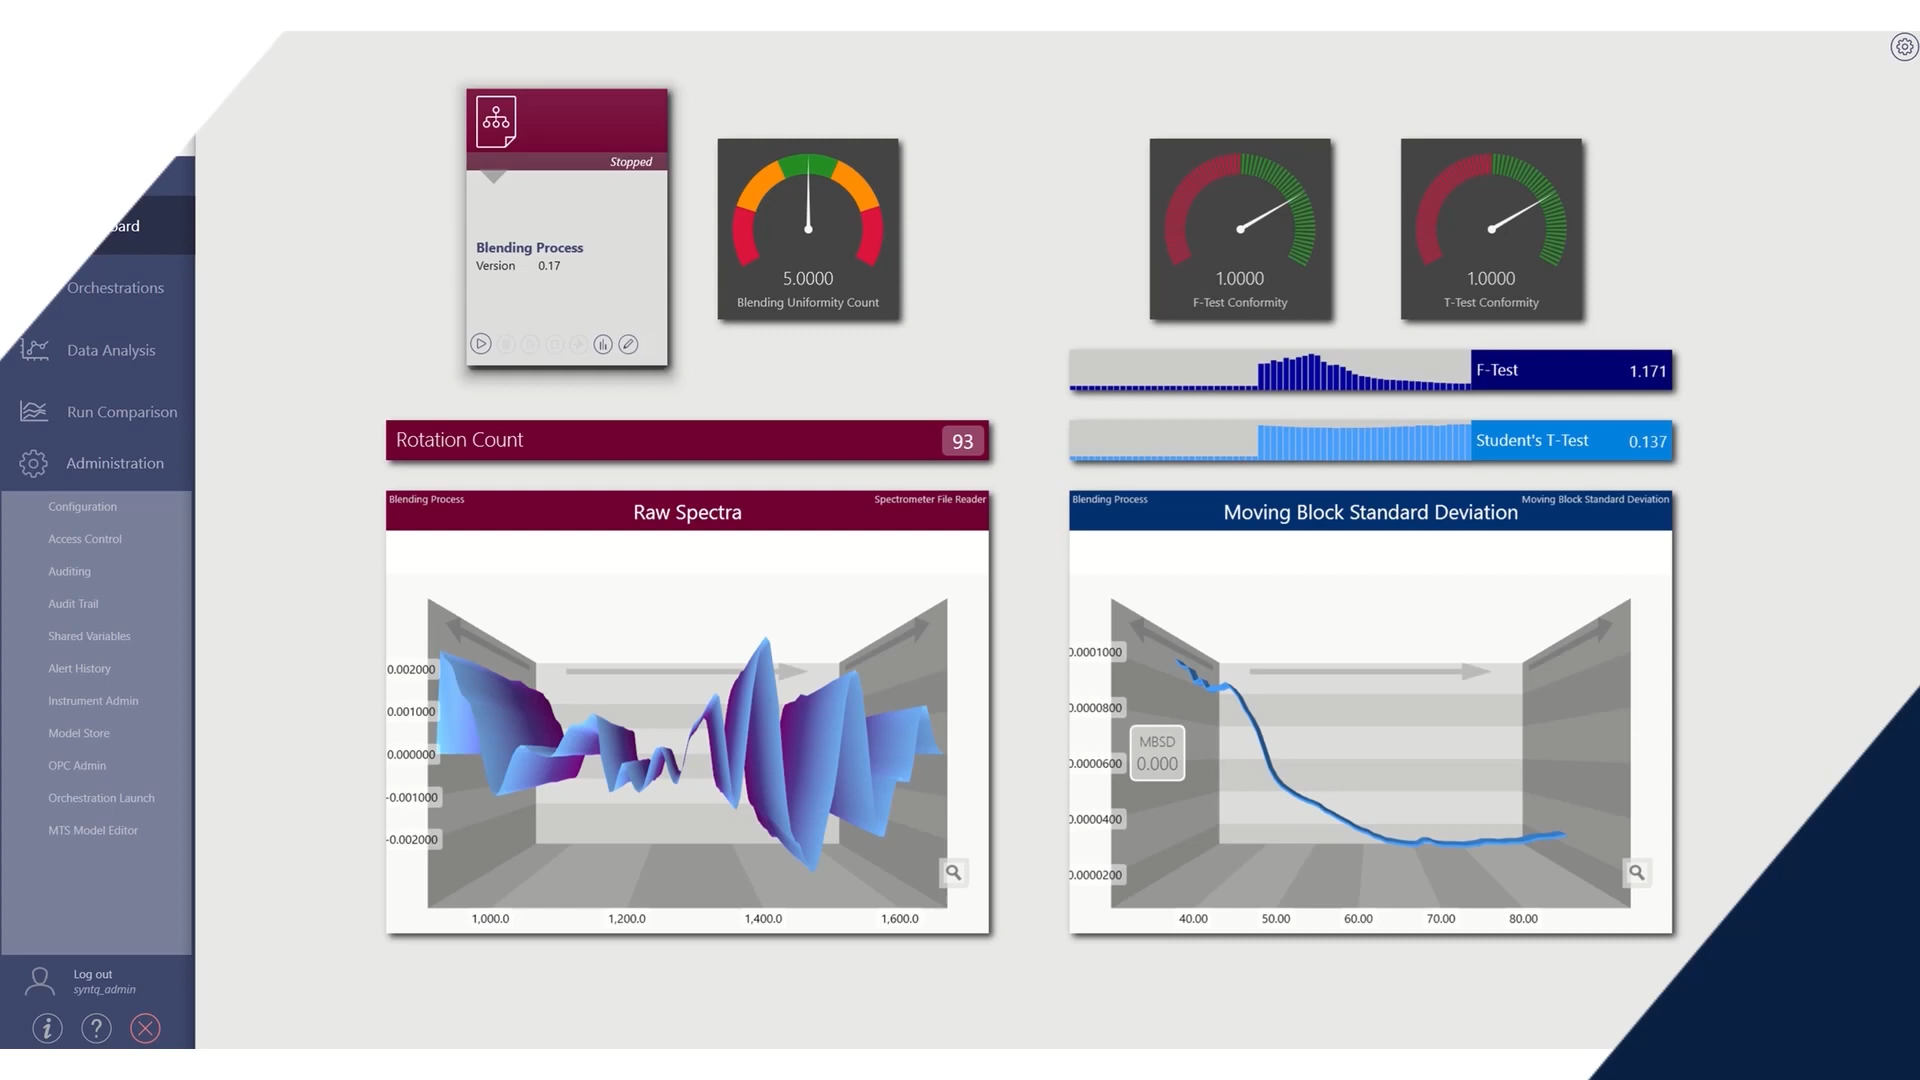 oard
Orchestrations
Data Analysis
Run Comparison
Administration
Configuration
Access Control
Auditing
Audit Trail
Shared Variables
Alert History
Instrument Admin
Model Store
OPC Admin
Orchestration Launch
MTS Model Editor
Log out
syntq_admin
Stopped
Blending Process
Version 0.17
5.0000
Blending Uniformity Count
1.0000
F-Test Conformity
1.0000
T-Test Conformity
F-Test 1.171
Student's T-Test 0.137
Rotation Count 93
Blending Process Spectrometer File Reader
Raw Spectra
0.002000
0.001000
0.000000
-0.001000
-0.002000
1,000.0 1,200.0 1,400.0 1,600.0
Blending Process Moving Block Standard Deviation
Moving Block Standard Deviation
0.0001000
0.0000800
0.0000600
0.0000400
0.0000200
MBSD
0.000
40.00 50.00 60.00 70.00 80.00